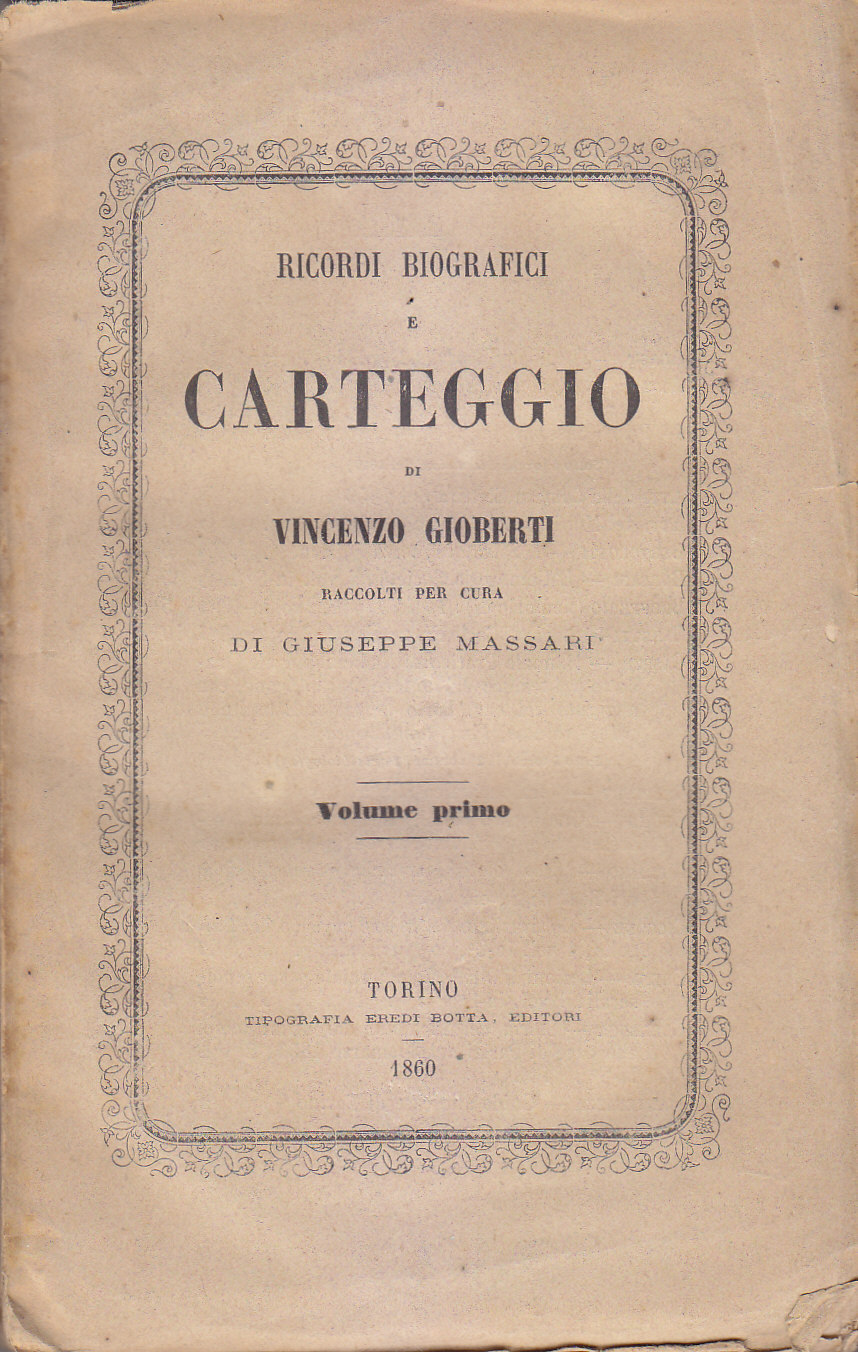 RICORDI BIOGRAFICI
E
CARTEGGIO
DI
VINCENZO GIOBERTI
RACCOLTI PER CURA
DI GIUSEPPE MASSARI
Volume primo
TORINO
TIPOGRAFIA EREDI BOTTA, EDITORI
1860